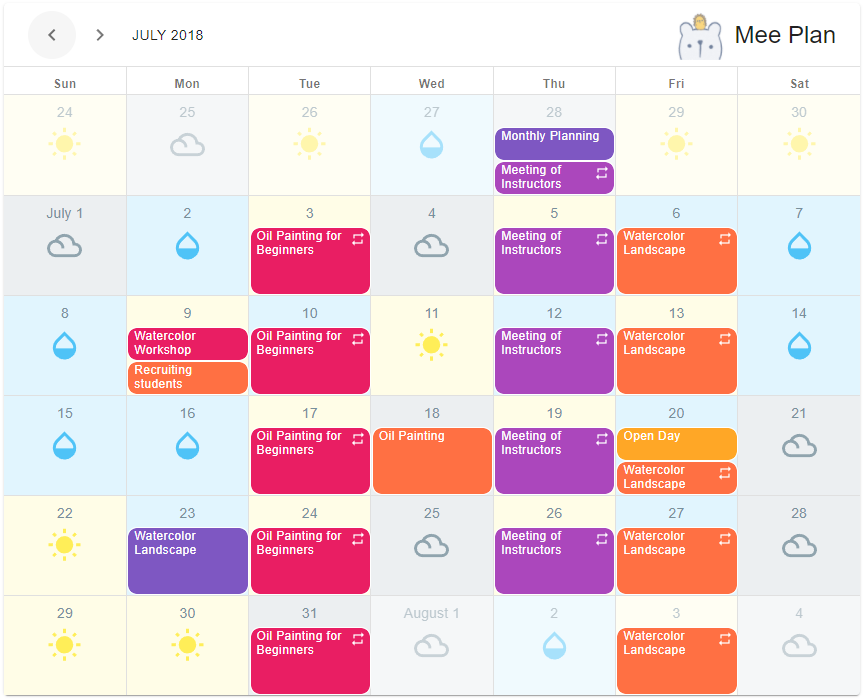 JULY 2018
Mee Plan
Sun Mon Tue Wed Thu Fri Sat
24 25 26 27 28 29 30
Monthly Planning
Meeting of
Instructors
July 1 2 3 4 5 6 7
Oil Painting for
Beginners
Meeting of
Instructors
Watercolor
Landscape
8 9 10 11 12 13 14
Watercolor
Workshop
Recruiting
students
Oil Painting for
Beginners
Meeting of
Instructors
Watercolor
Landscape
15 16 17 18 19 20 21
Oil Painting for
Beginners
Oil Painting
Meeting of
Instructors
Open Day
Watercolor
Landscape
22 23 24 25 26 27 28
Watercolor
Landscape
Oil Painting for
Beginners
Meeting of
Instructors
Watercolor
Landscape
29 30 31 August 1 2 3 4
Oil Painting for
Beginners
Watercolor
Landscape